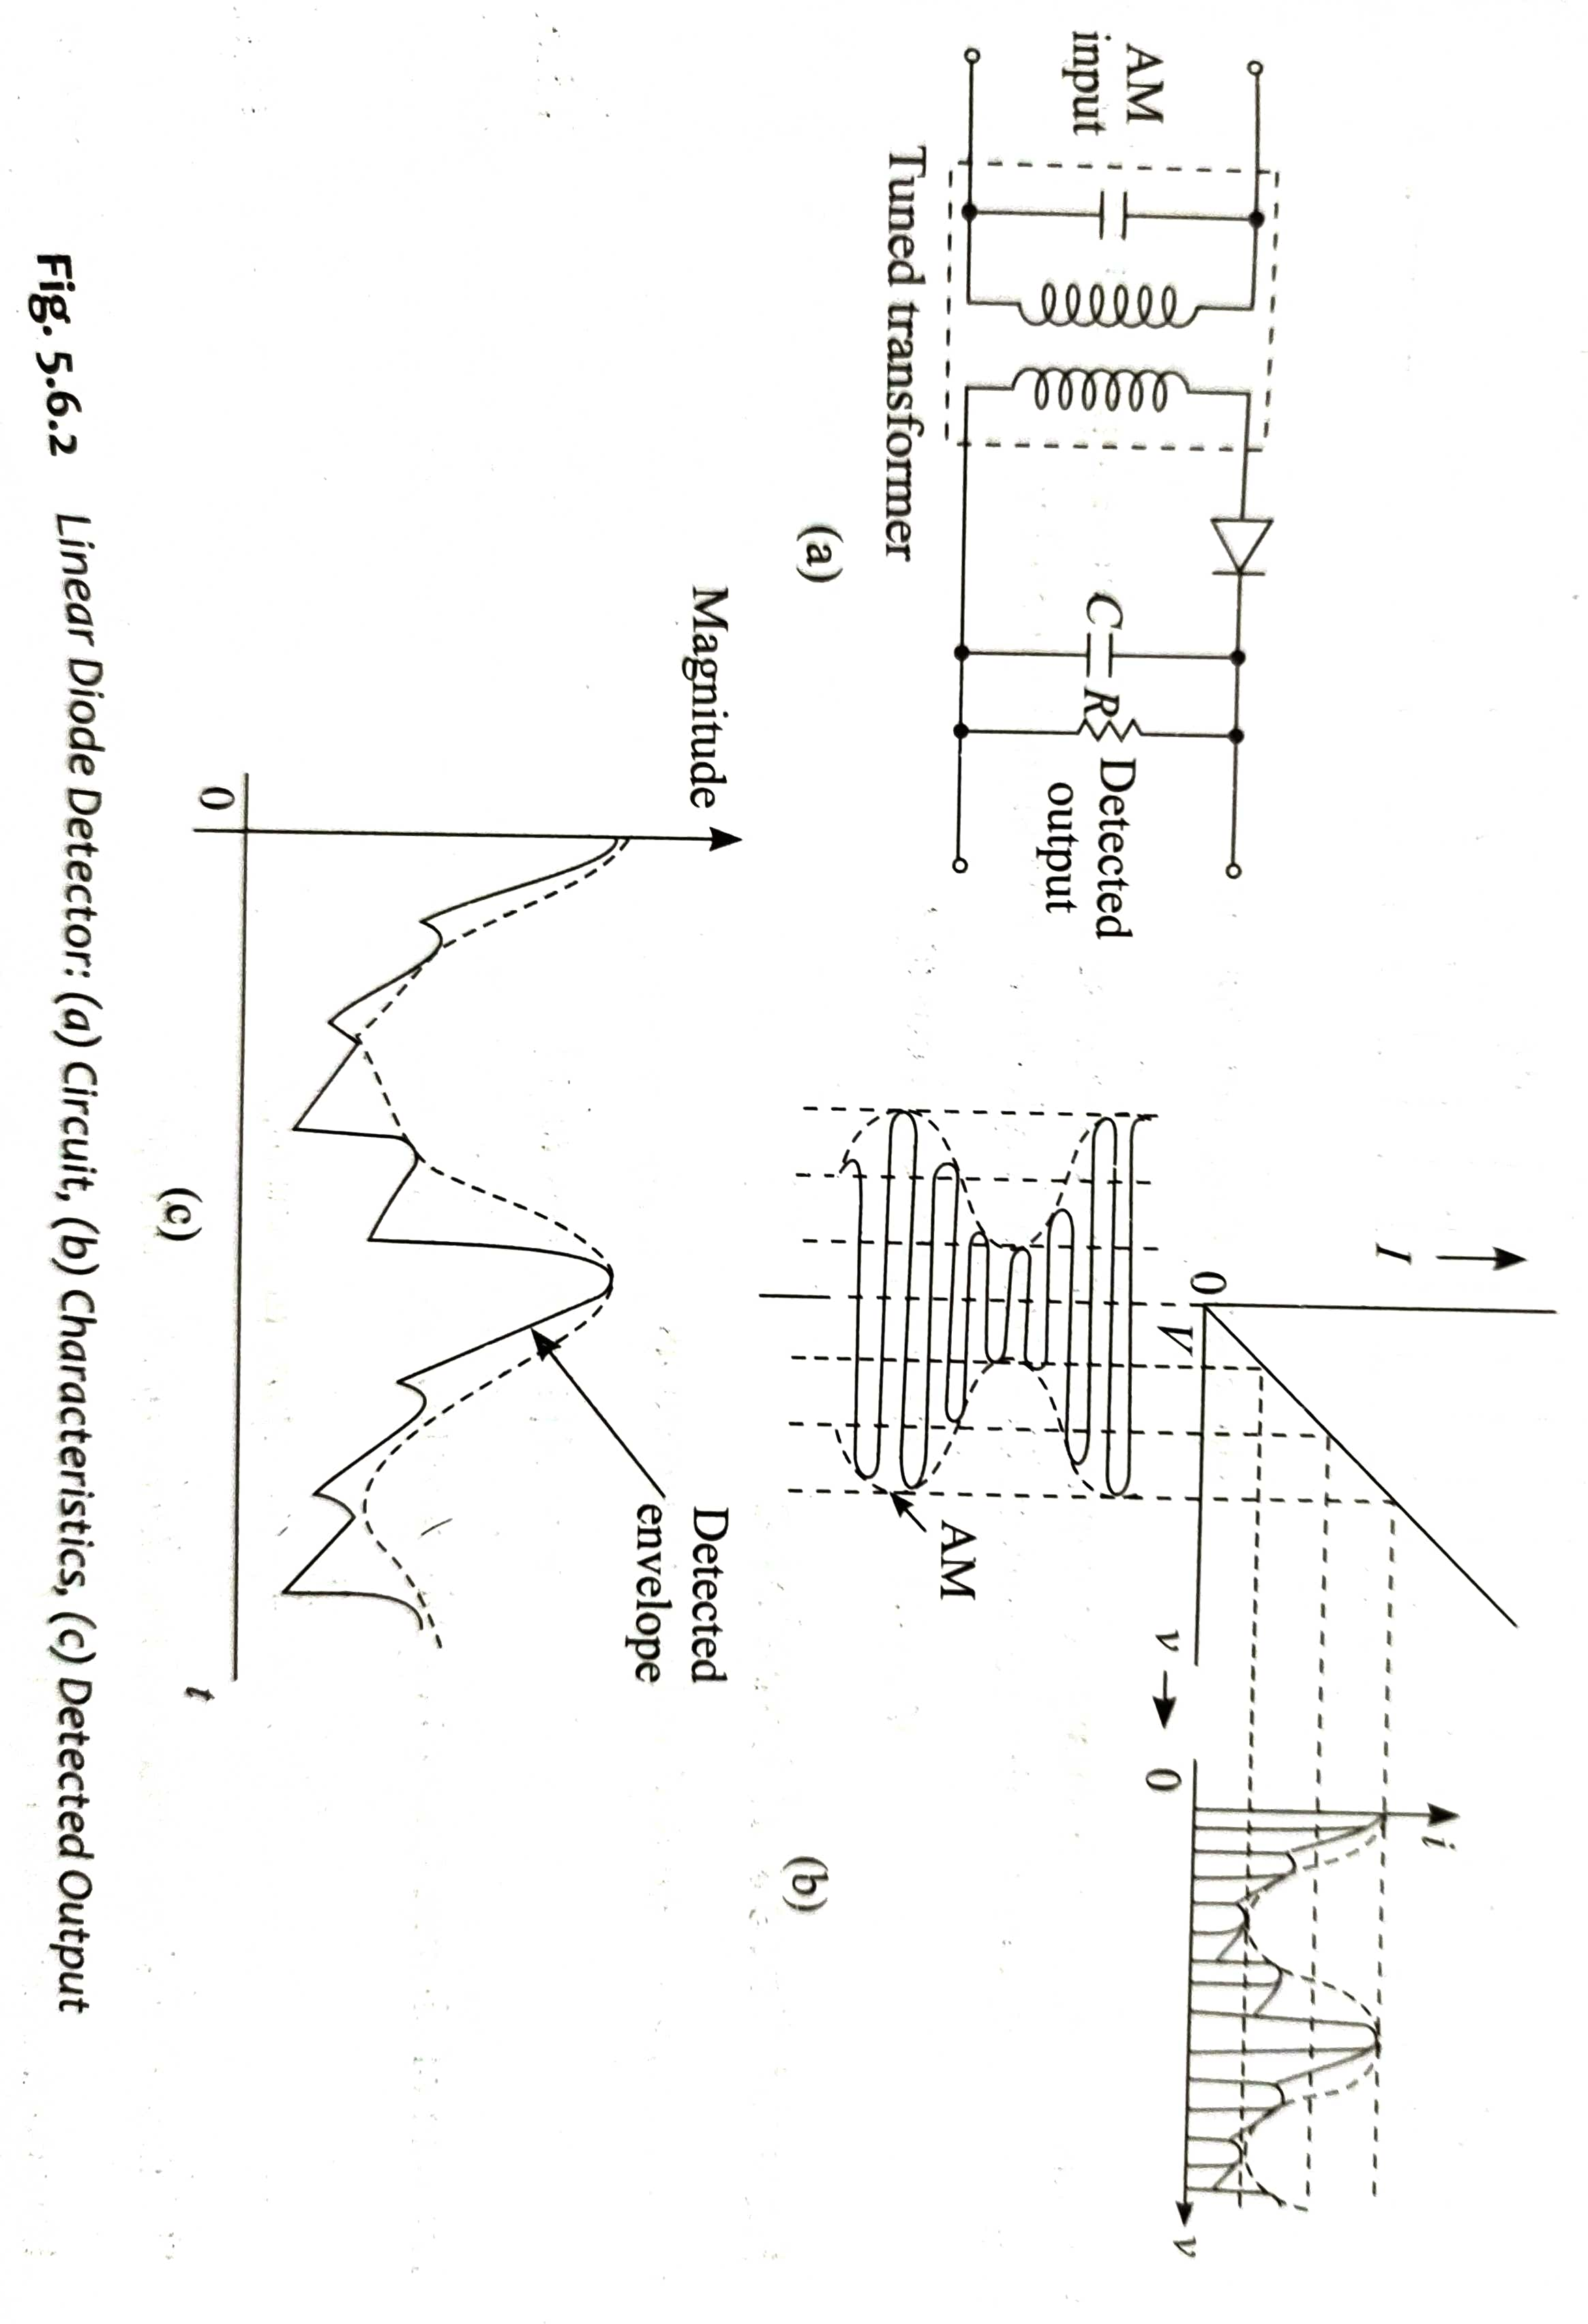 AM
input
Tuned transformer
C
R
Detected
output
(a)
I
0
V
v
AM
0
i
v
(b)
Magnitude
0
Detected
envelope
t
(c)
Fig. 5.6.2 Linear Diode Detector: (a) Circuit, (b) Characteristics, (c) Detected Output